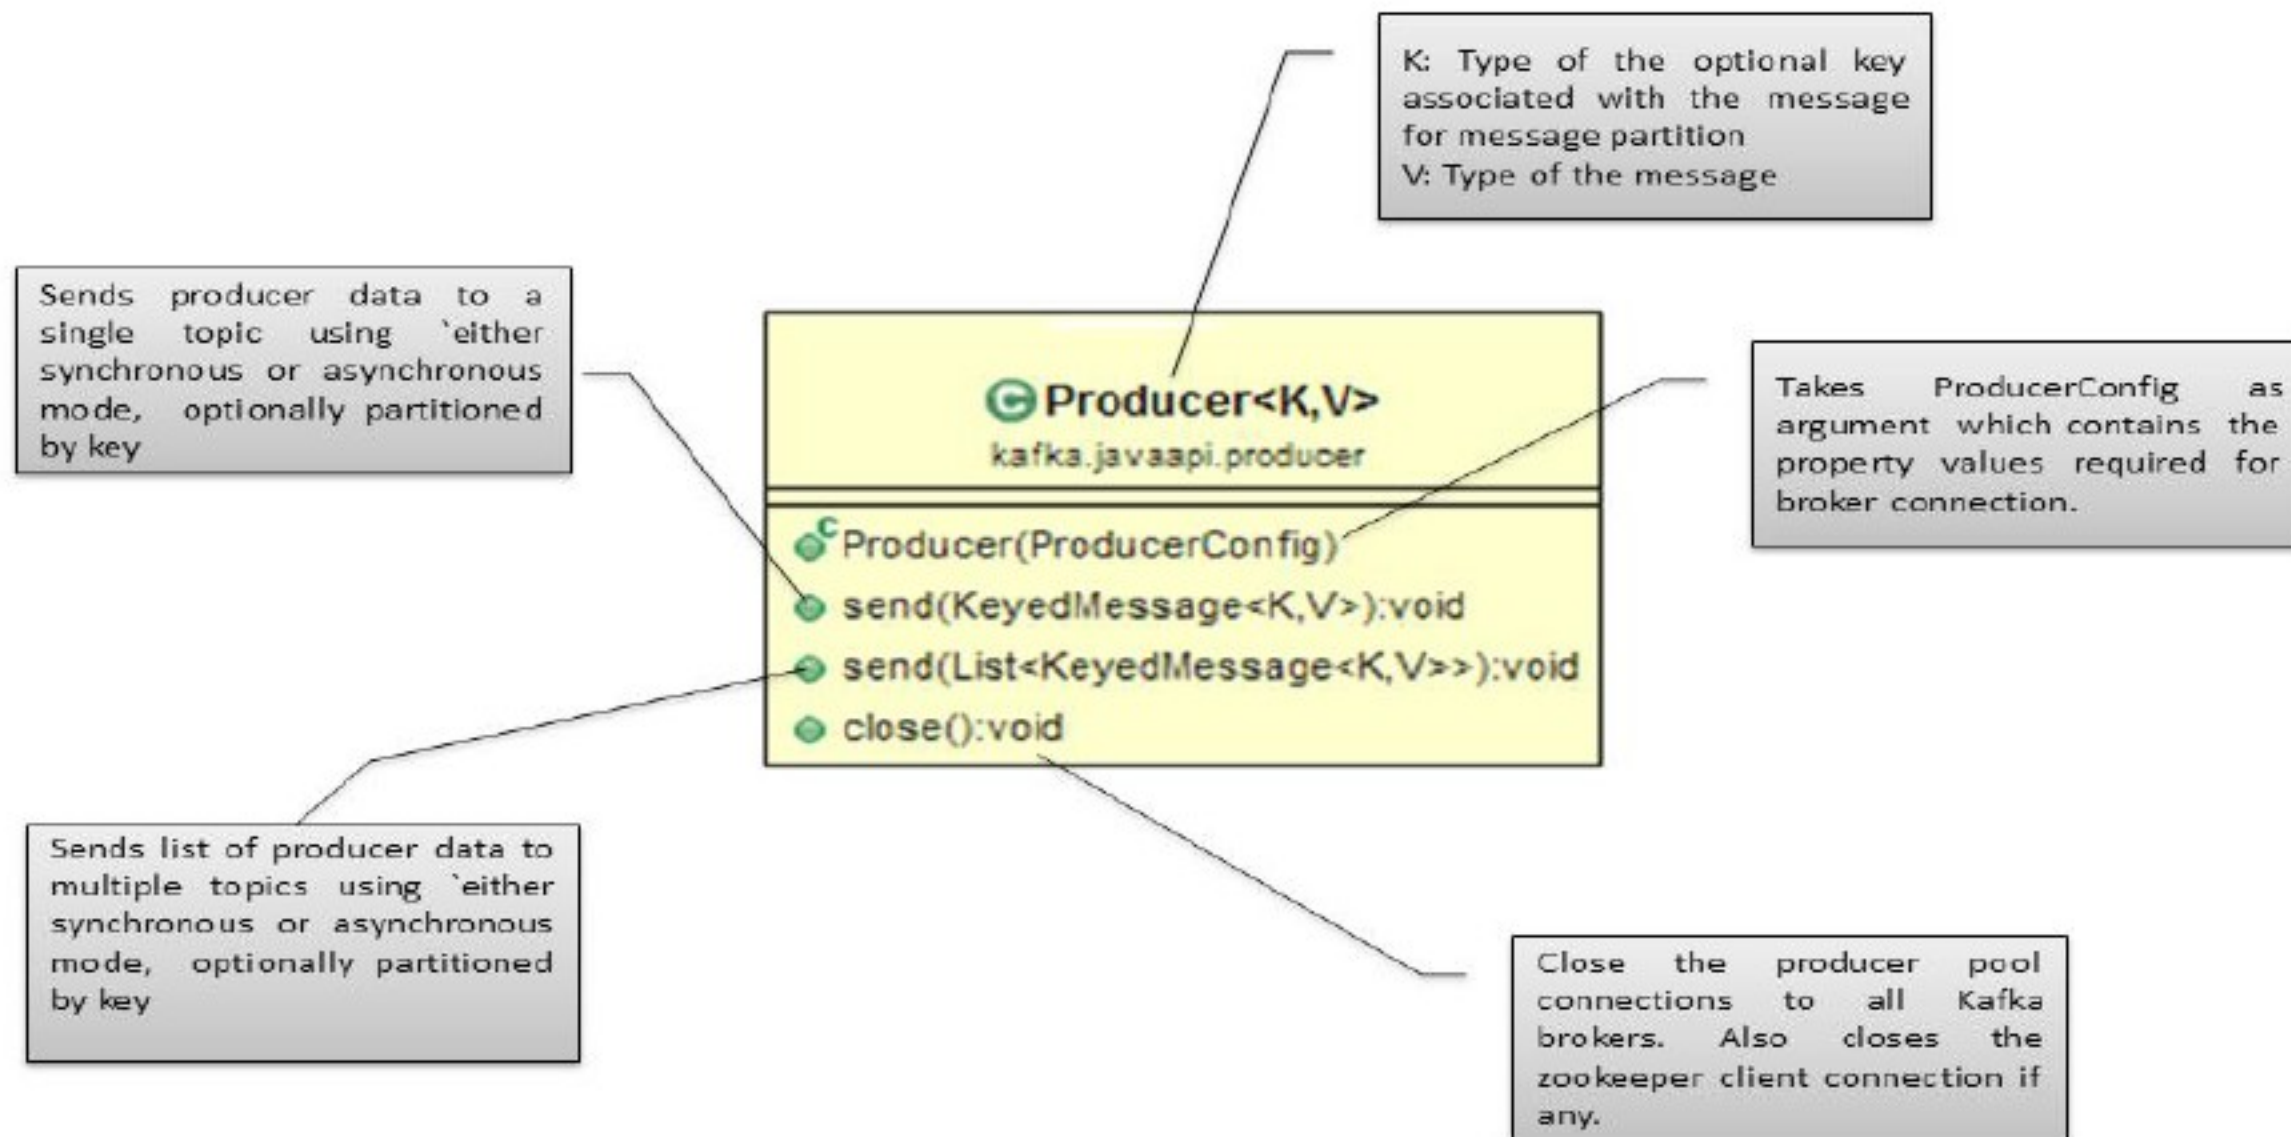 K: Type of the optional key
associated with the message
for message partition
V: Type of the message
Sends producer data to a
single topic using `either
synchronous or asynchronous
mode, optionally partitioned
by key
Producer<K,V>
kafka.javaapi.producer
Producer(ProducerConfig)
send(KeyedMessage<K,V>):void
send(List<KeyedMessage<K,V>>):void
close():void
Takes ProducerConfig as
argument which contains the
property values required for
broker connection.
Sends list of producer data to
multiple topics using `either
synchronous or asynchronous
mode, optionally partitioned
by key
Close the producer pool
connections to all Kafka
brokers. Also closes the
zookeeper client connection if
any.